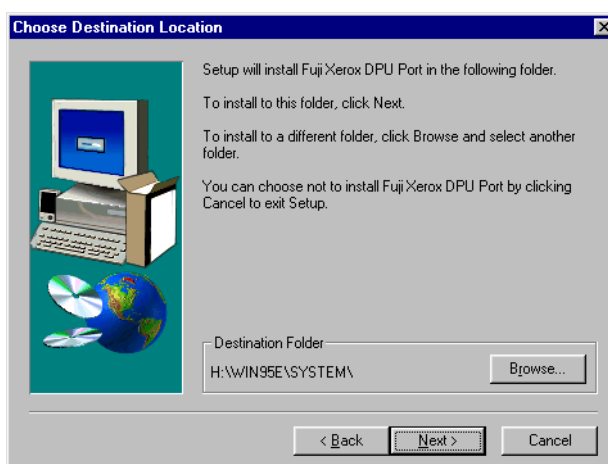 Choose Destination Location
Setup will install Fuji Xerox DPU Port in the following folder.
To install to this folder, click Next.
To install to a different folder, click Browse and select another
folder.
You can choose not to install Fuji Xerox DPU Port by clicking
Cancel to exit Setup.
Destination Folder
H:\WIN95E\SYSTEM\
Browse...
< Back
Next >
Cancel